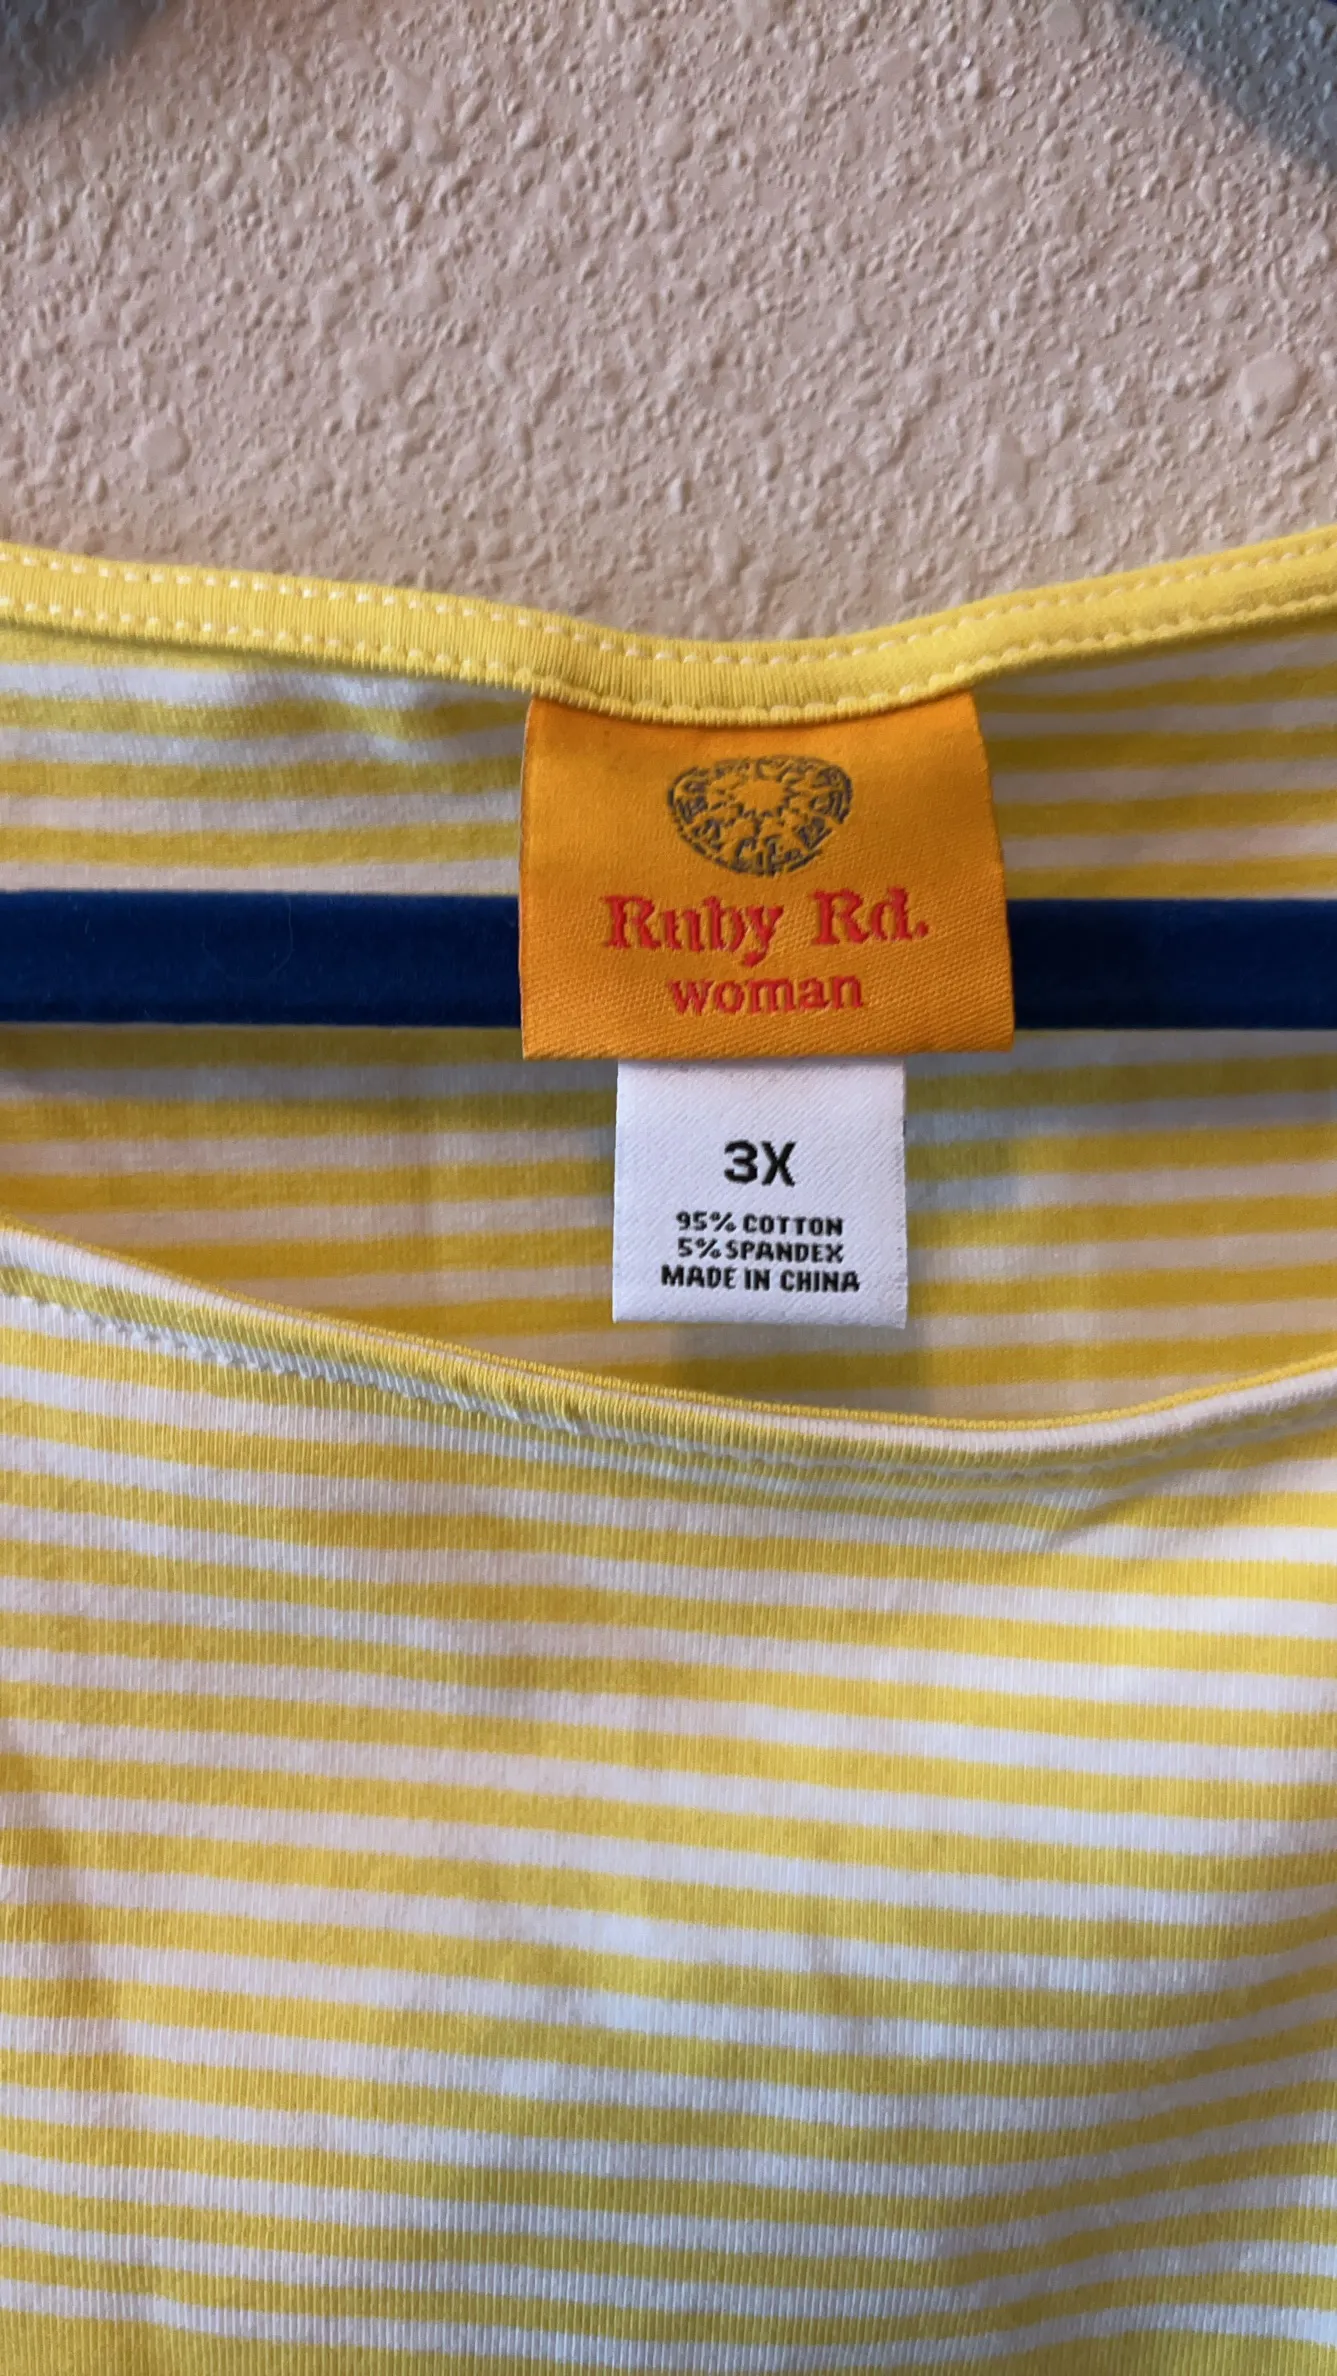 Ruby Rd.
woman
3X
95% COTTON
5% SPANDEX
MADE IN CHINA